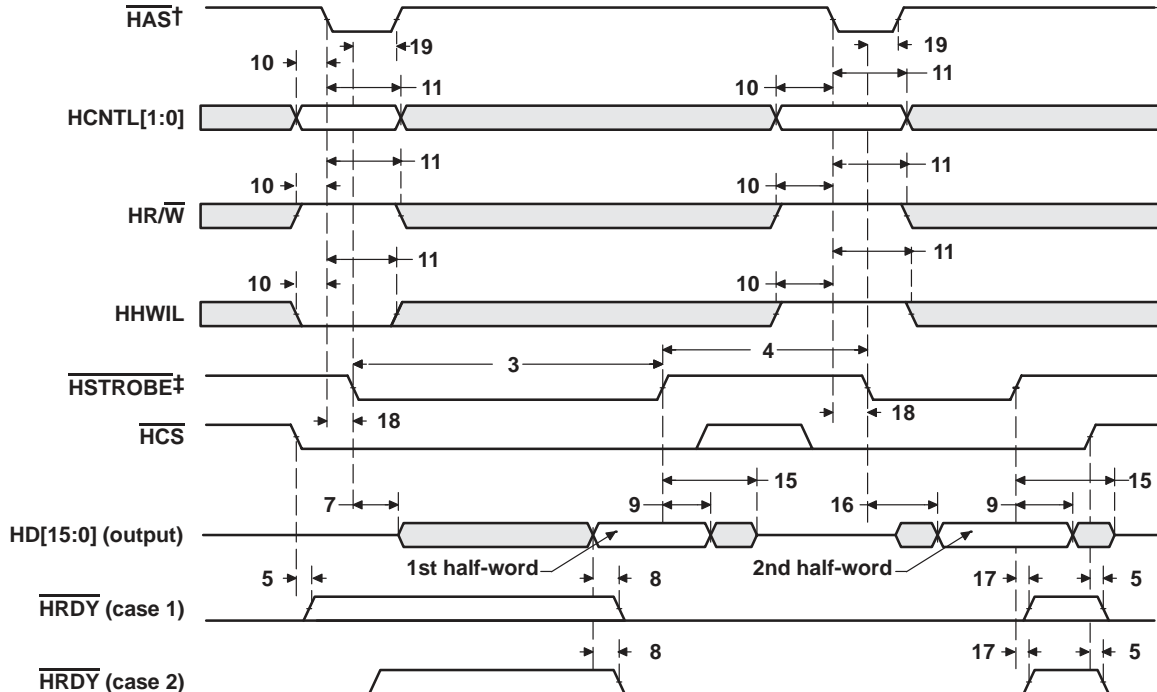 HAS†
19
19
10
11
10
11
HCNTL[1:0]
11
11
10
10
HR/W
11
11
10
10
HHWIL
3
4
HSTROBE‡
18
18
HCS
15
15
7
9
16
9
HD[15:0] (output)
1st half-word
2nd half-word
5
8
17
5
HRDY (case 1)
8
17
5
HRDY (case 2)